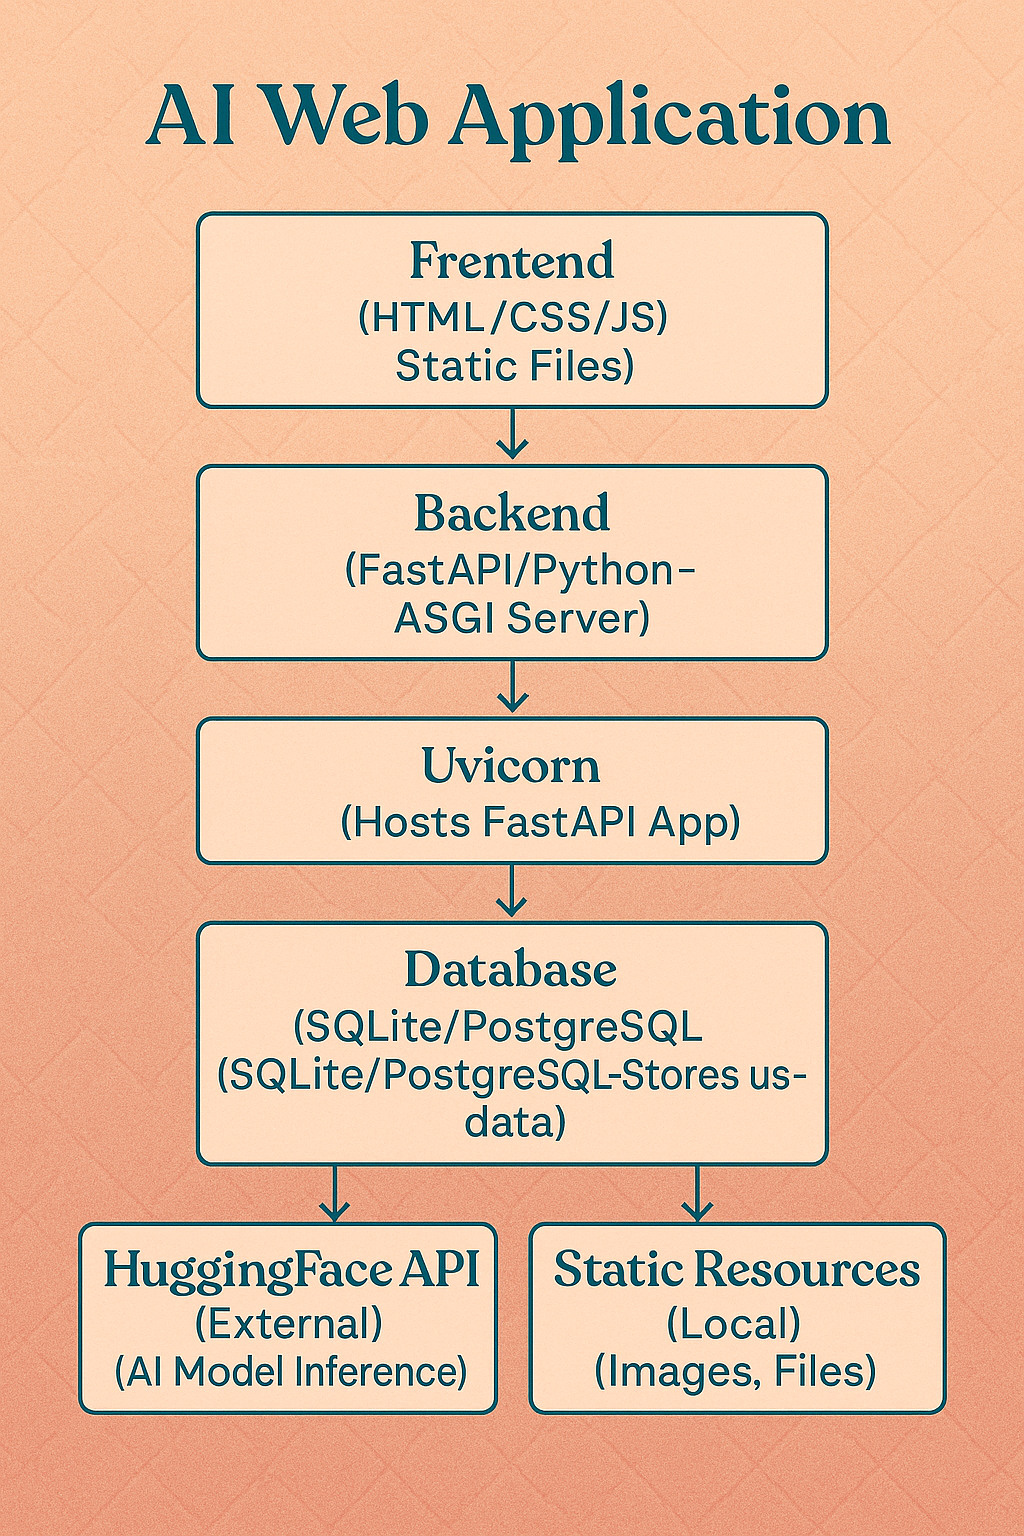 AI Web Application
Frentend
(HTML/CSS/JS)
Static Files)
Backend
(FastAPI/Python–
ASGI Server)
Uvicorn
(Hosts FastAPI App)
Database
(SQLite/PostgreSQL
(SQLite/PostgreSQL-Stores us-
data)
HuggingFace API
(External)
(AI Model Inference)
Static Resources
(Local)
(Images, Files)